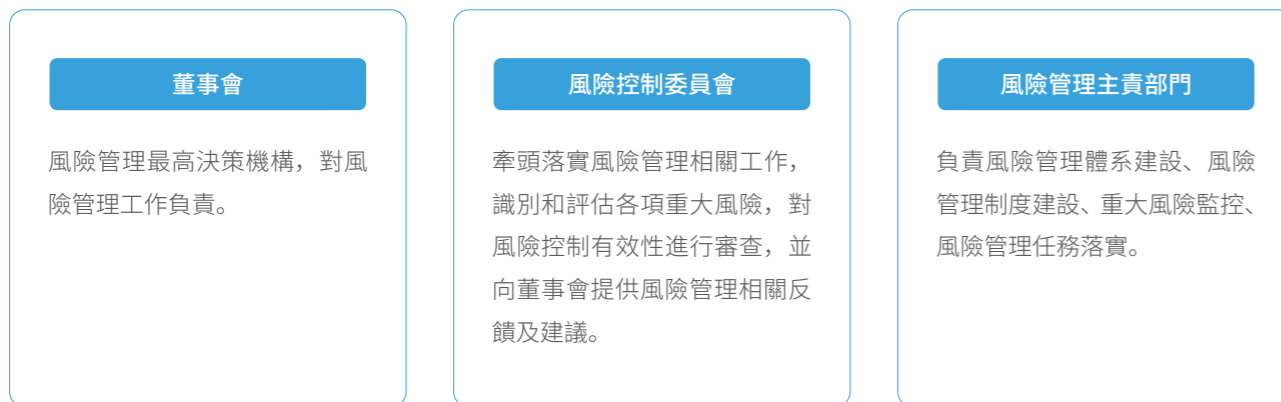 董事會
風險管理最高決策機構，對風
險管理工作負責。
風險控制委員會
牽頭落實風險管理相關工作，
識別和評估各項重大風險，對
風險控制有效性進行審查，並
向董事會提供風險管理相關反
饋及建議。
風險管理主責部門
負責風險管理體系建設、風險
管理制度建設、重大風險監控、
風險管理任務落實。